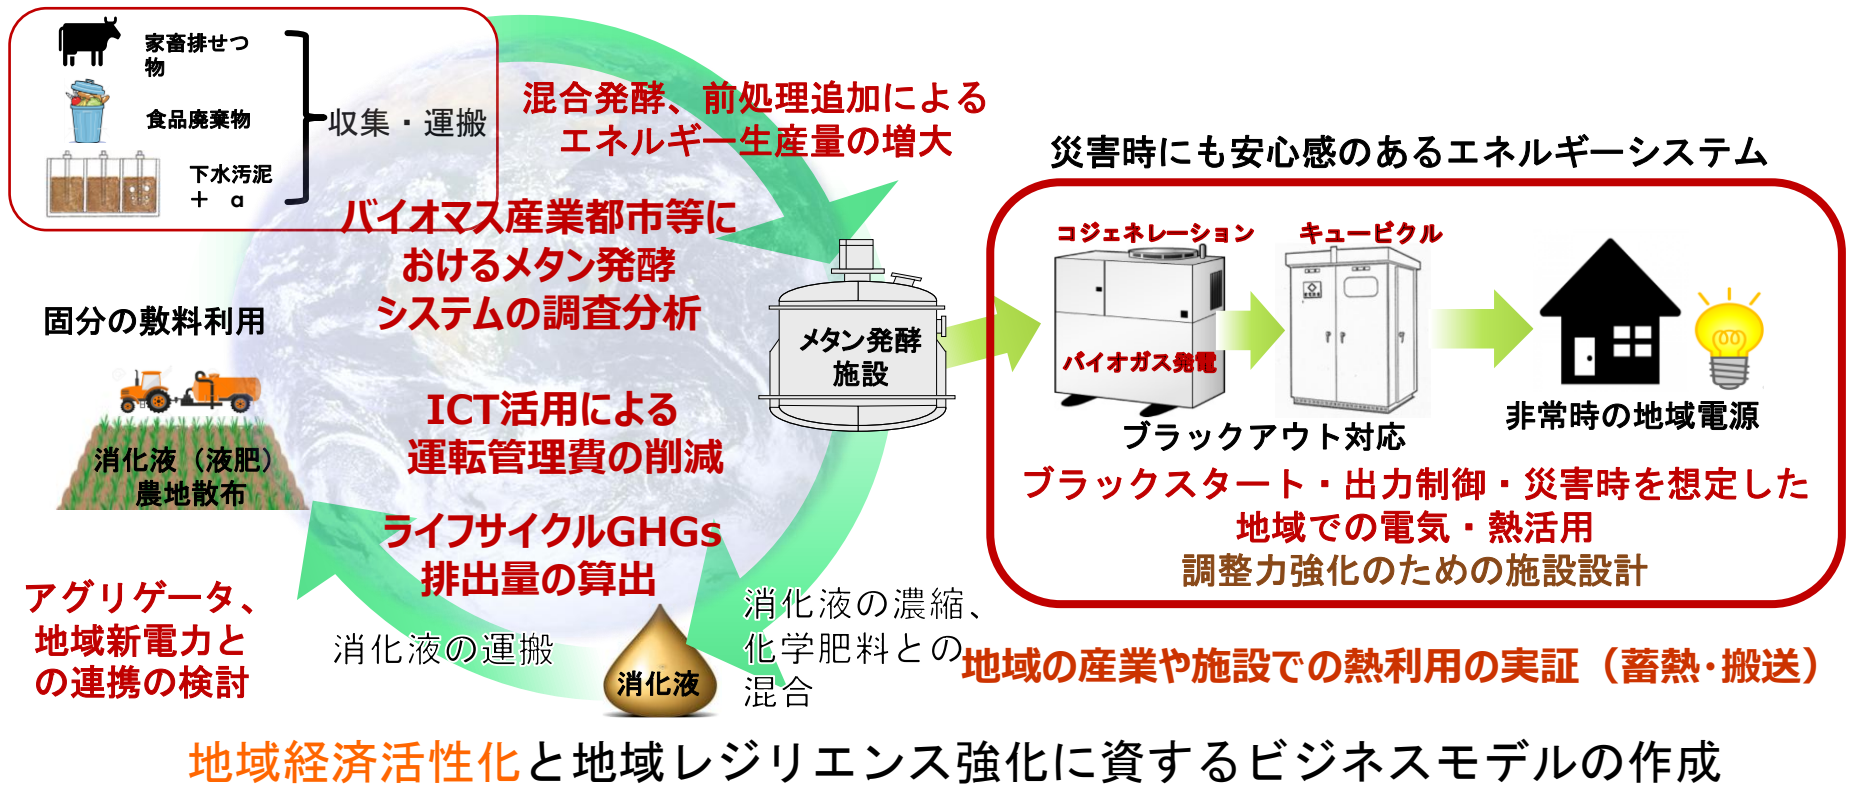 家畜排せつ
物
食品廃棄物
下水汚泥
＋ α
収集・運搬
混合発酵、前処理追加による
エネルギー生産量の増大
バイオマス産業都市等に
おけるメタン発酵
システムの調査分析
ICT活用による
運転管理費の削減
ライフサイクルGHGs
排出量の算出
メタン発酵
施設
災害時にも安心感のあるエネルギーシステム
コジェネレーション
バイオガス発電
キュービクル
ブラックアウト対応
非常時の地域電源
ブラックスタート・出力制御・災害時を想定した
地域での電気・熱活用
調整力強化のための施設設計
固分の敷料利用
消化液（液肥）
農地散布
アグリゲータ、
地域新電力と
の連携の検討
消化液の運搬
消化液
消化液の濃縮、
化学肥料との
混合
地域の産業や施設での熱利用の実証（蓄熱・搬送）
地域経済活性化と地域レジリエンス強化に資するビジネスモデルの作成